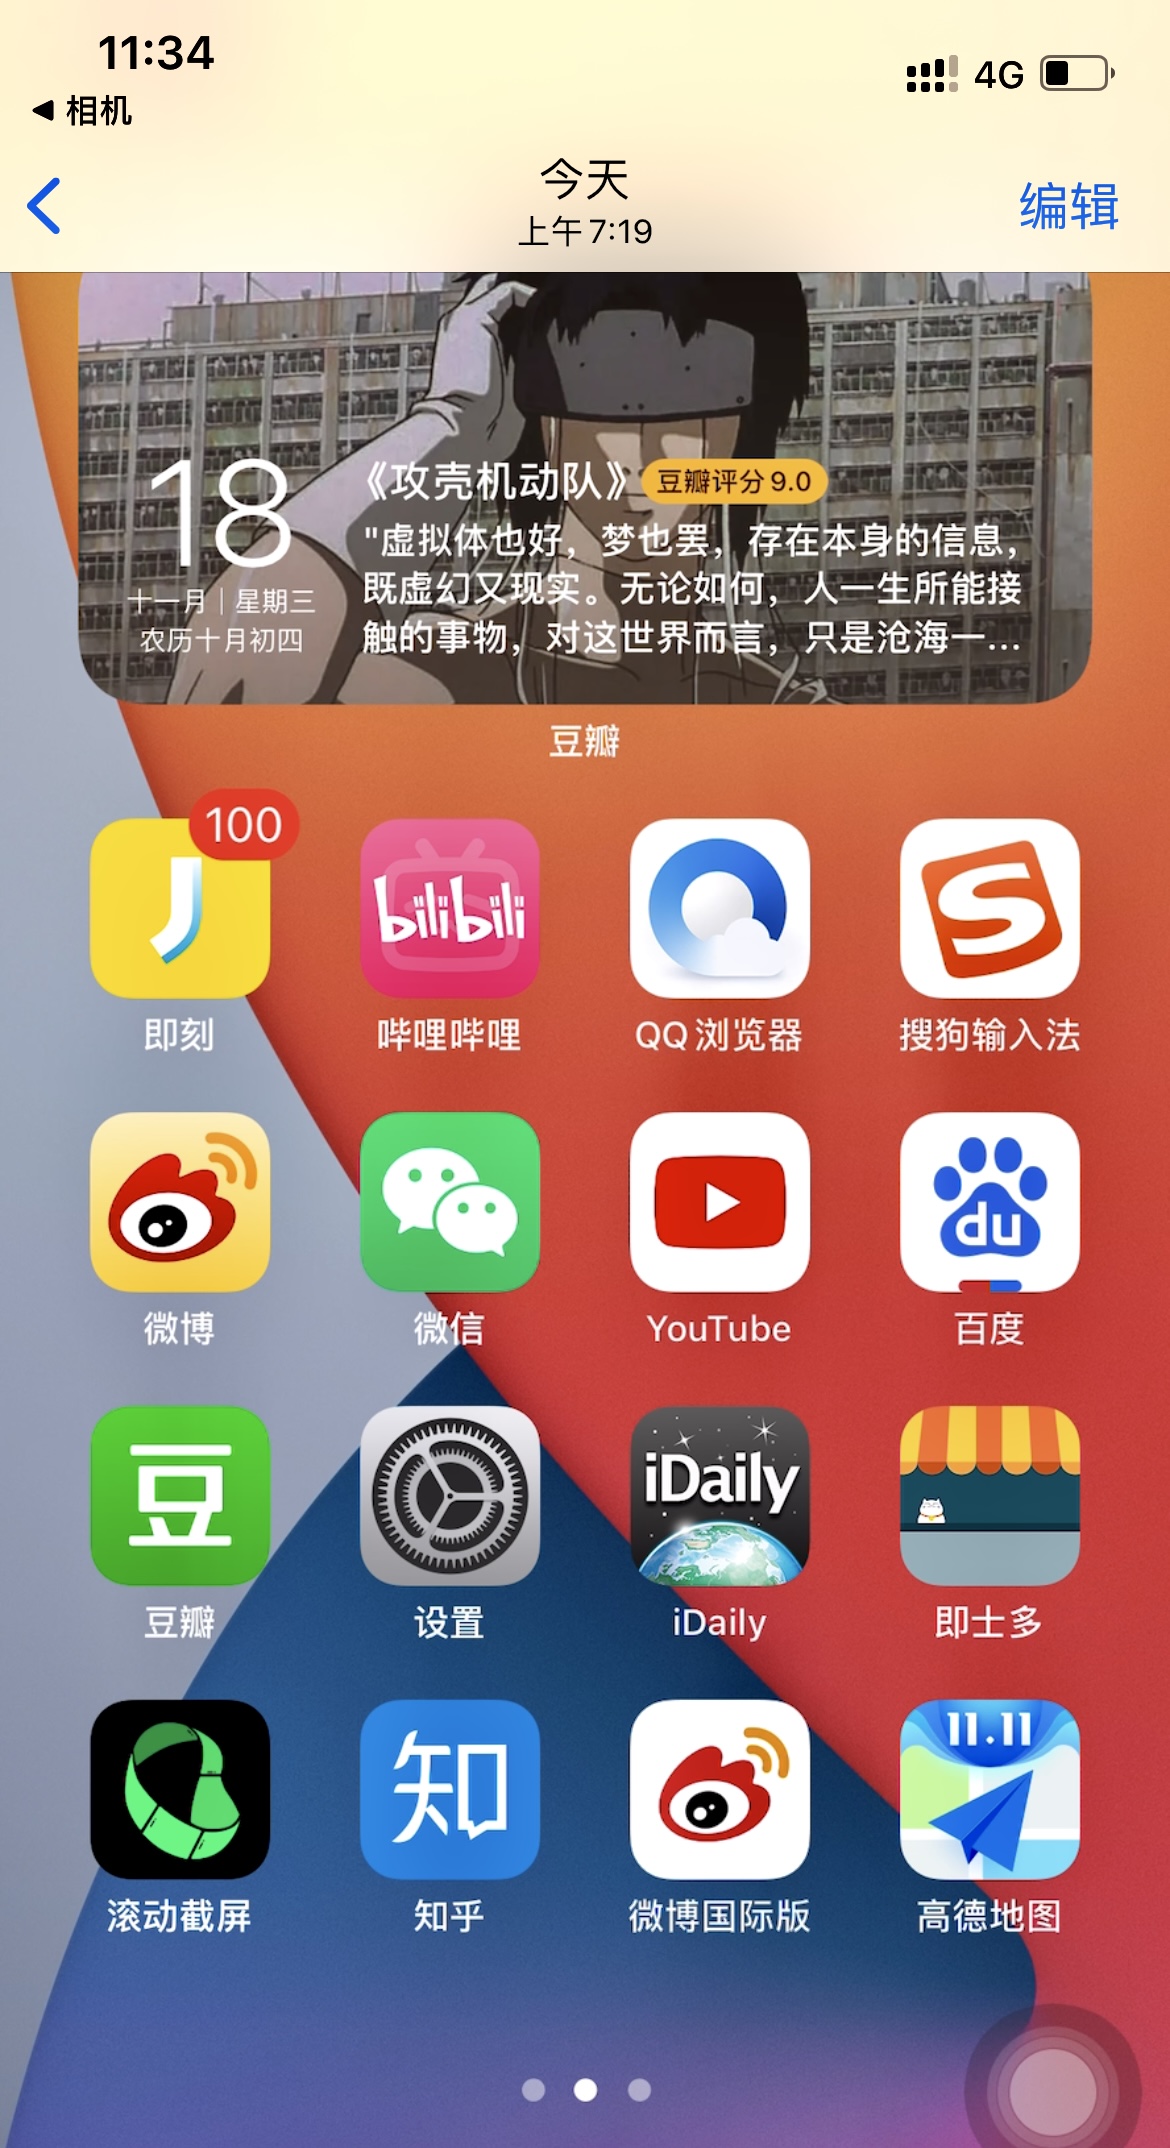 11:34
4G
◀ 相机
今天
上午 7:19
编辑
18
十一月｜星期三
农历十月初四
《攻壳机动队》 豆瓣评分 9.0
"虚拟体也好，梦也罢，存在本身的信息，
既虚幻又现实。无论如何，人一生所能接
触的事物，对这世界而言，只是沧海一...
豆瓣
100
bilibili
即刻
哔哩哔哩
QQ 浏览器
搜狗输入法
du
微博
微信
YouTube
百度
豆
iDaily
豆瓣
设置
iDaily
即士多
知
11.11
滚动截屏
知乎
微博国际版
高德地图